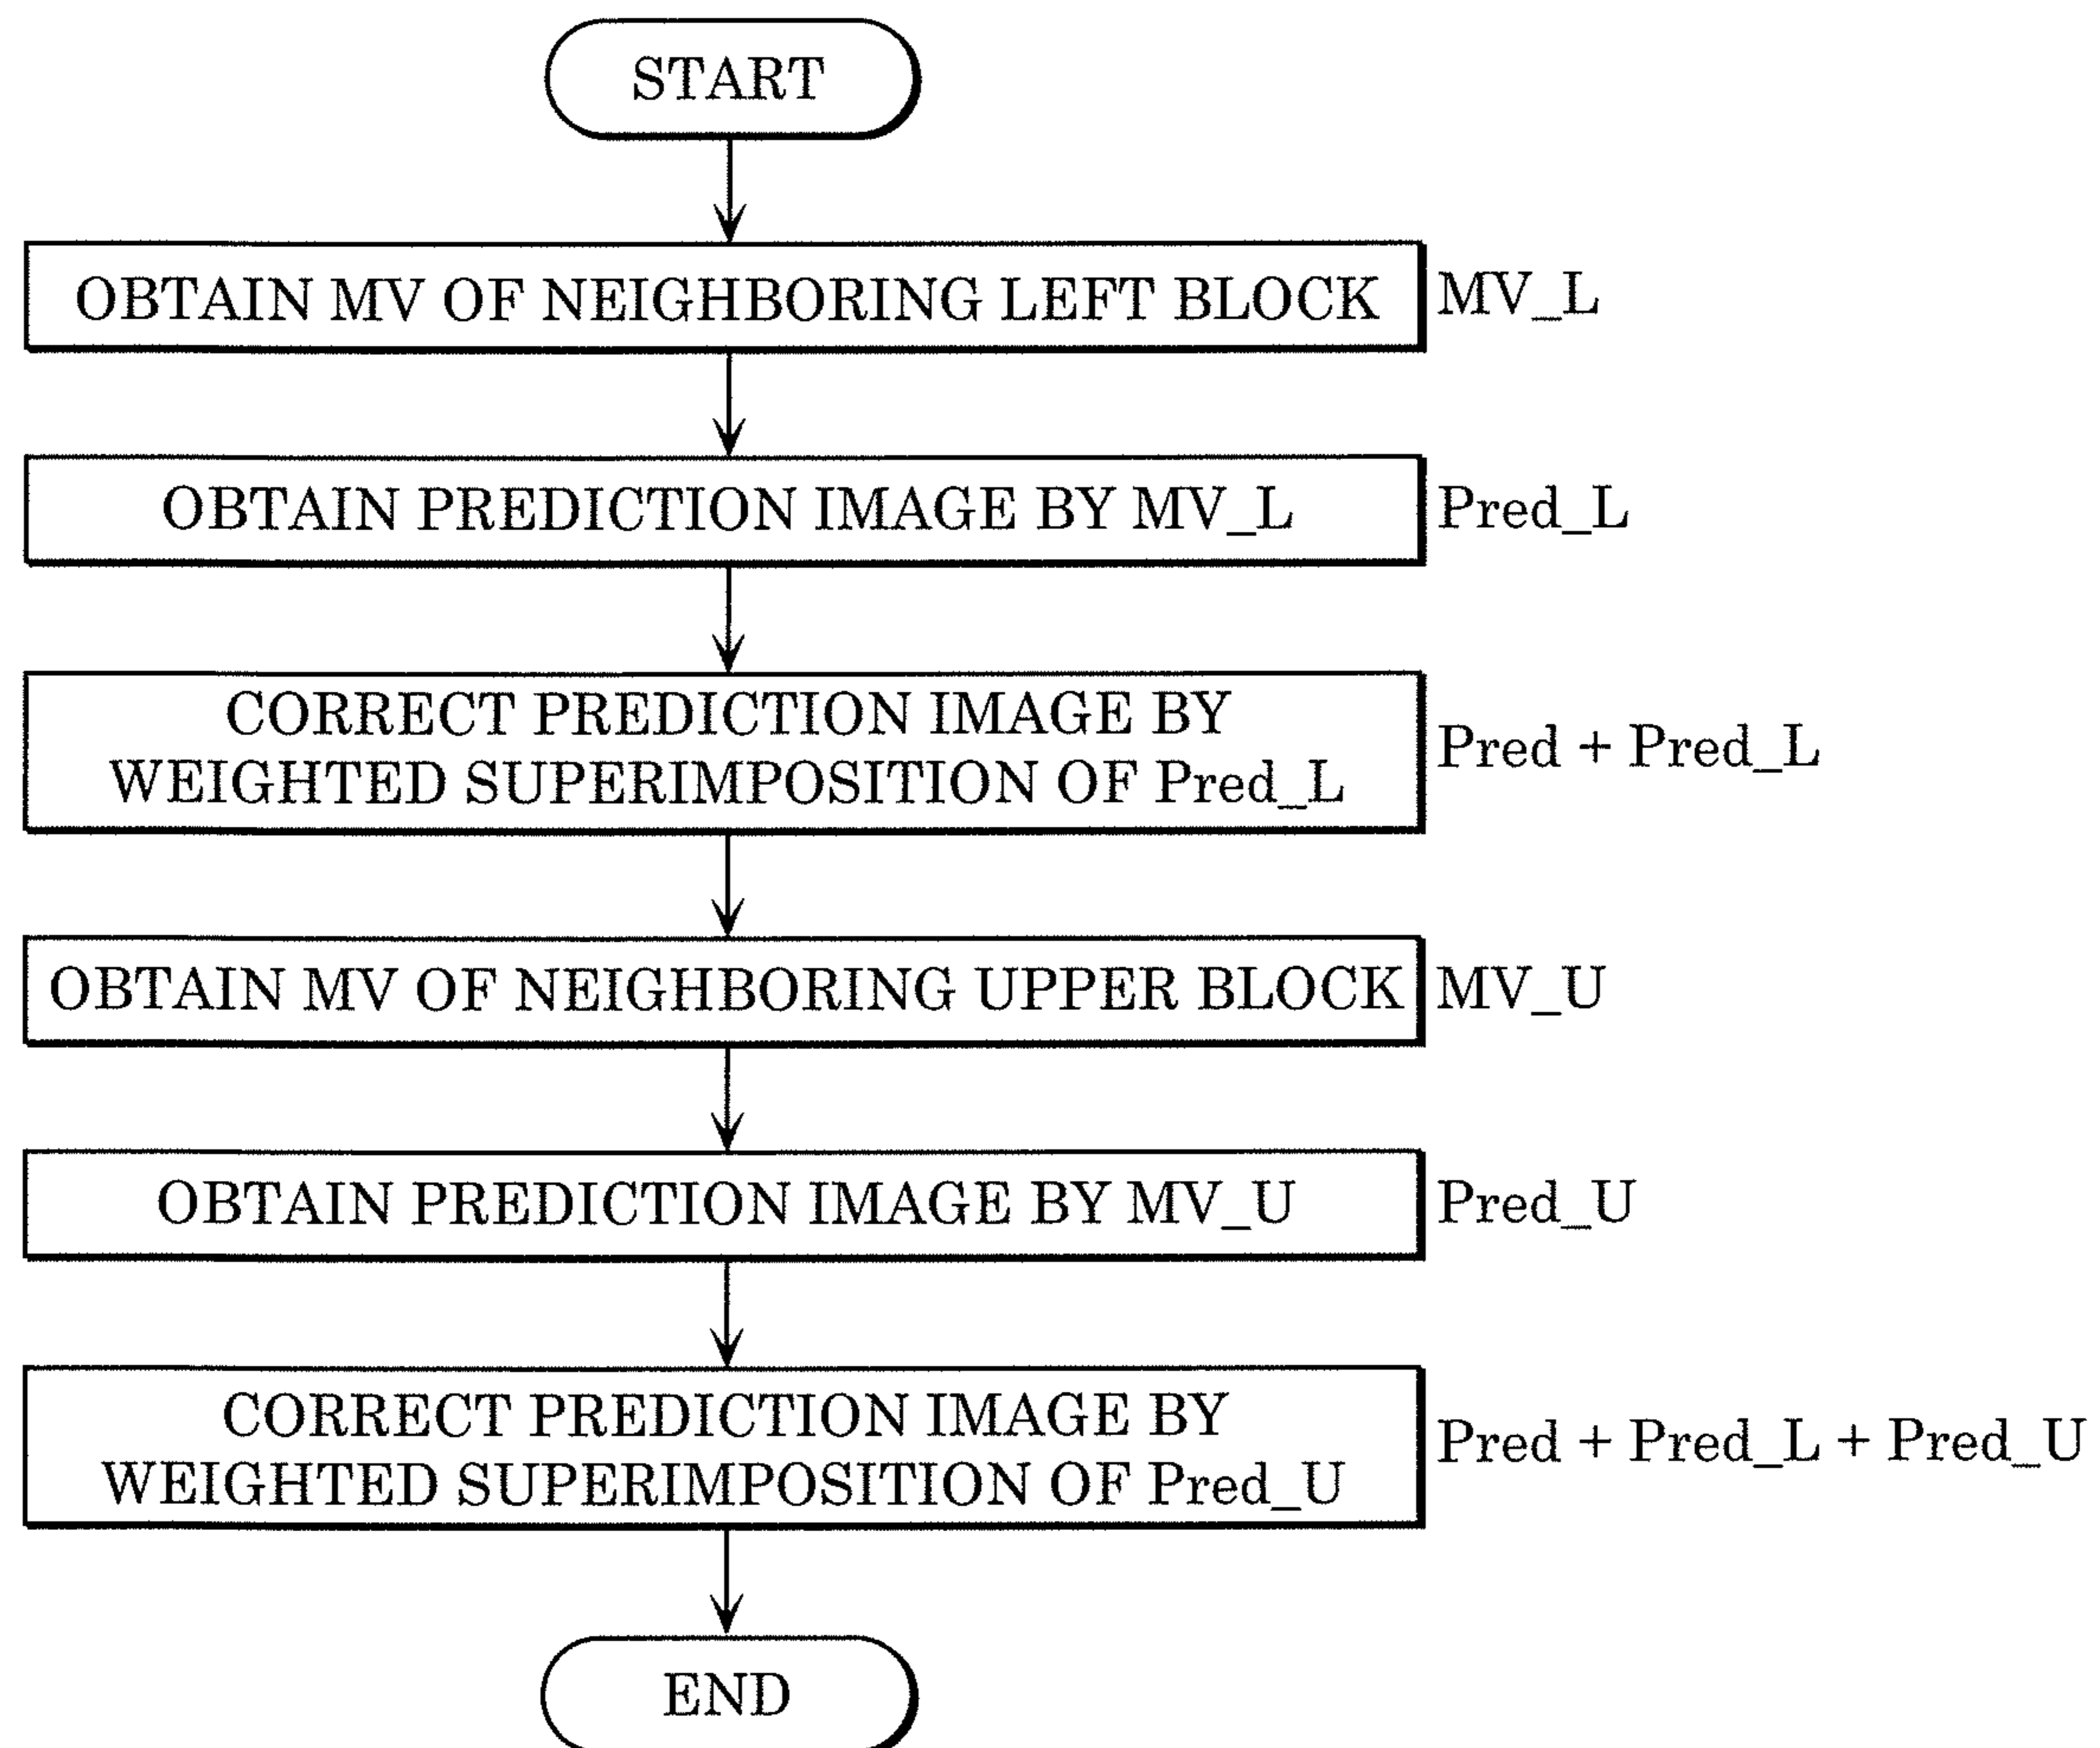 START
OBTAIN MV OF NEIGHBORING LEFT BLOCK
MV_L
OBTAIN PREDICTION IMAGE BY MV_L
Pred_L
CORRECT PREDICTION IMAGE BY
WEIGHTED SUPERIMPOSITION OF Pred_L
Pred + Pred_L
OBTAIN MV OF NEIGHBORING UPPER BLOCK
MV_U
OBTAIN PREDICTION IMAGE BY MV_U
Pred_U
CORRECT PREDICTION IMAGE BY
WEIGHTED SUPERIMPOSITION OF Pred_U
Pred + Pred_L + Pred_U
END